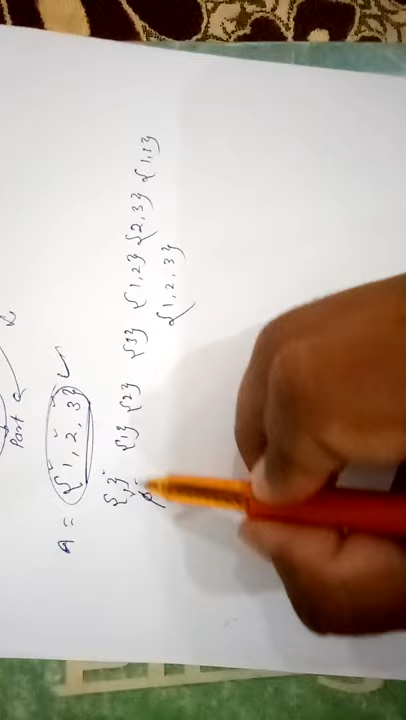 Part
A = {1, 2, 3}
{ } {1} {2} {3} {1,2} {2,3} {1,3}
φ {1, 2, 3}